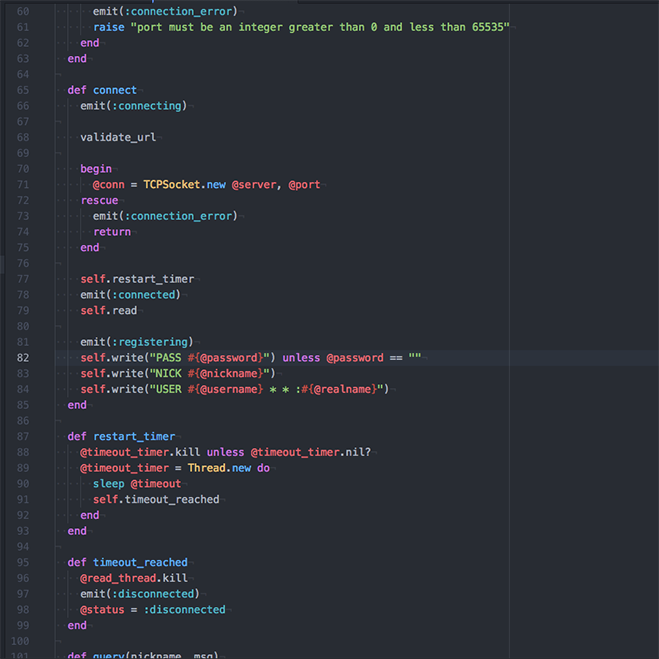 60 emit(:connection_error)
61 raise "port must be an integer greater than 0 and less than 65535"
62 end
63 end
64
65 def connect
66 emit(:connecting)
67
68 validate_url
69
70 begin
71 @conn = TCPSocket.new @server, @port
72 rescue
73 emit(:connection_error)
74 return
75 end
76
77 self.restart_timer
78 emit(:connected)
79 self.read
80
81 emit(:registering)
82 self.write("PASS #{@password}") unless @password == ""
83 self.write("NICK #{@nickname}")
84 self.write("USER #{@username} * * :#{@realname}")
85 end
86
87 def restart_timer
88 @timeout_timer.kill unless @timeout_timer.nil?
89 @timeout_timer = Thread.new do
90 sleep @timeout
91 self.timeout_reached
92 end
93 end
94
95 def timeout_reached
96 @read_thread.kill
97 emit(:disconnected)
98 @status = :disconnected
99 end
100
101 def query(nickname, msg)